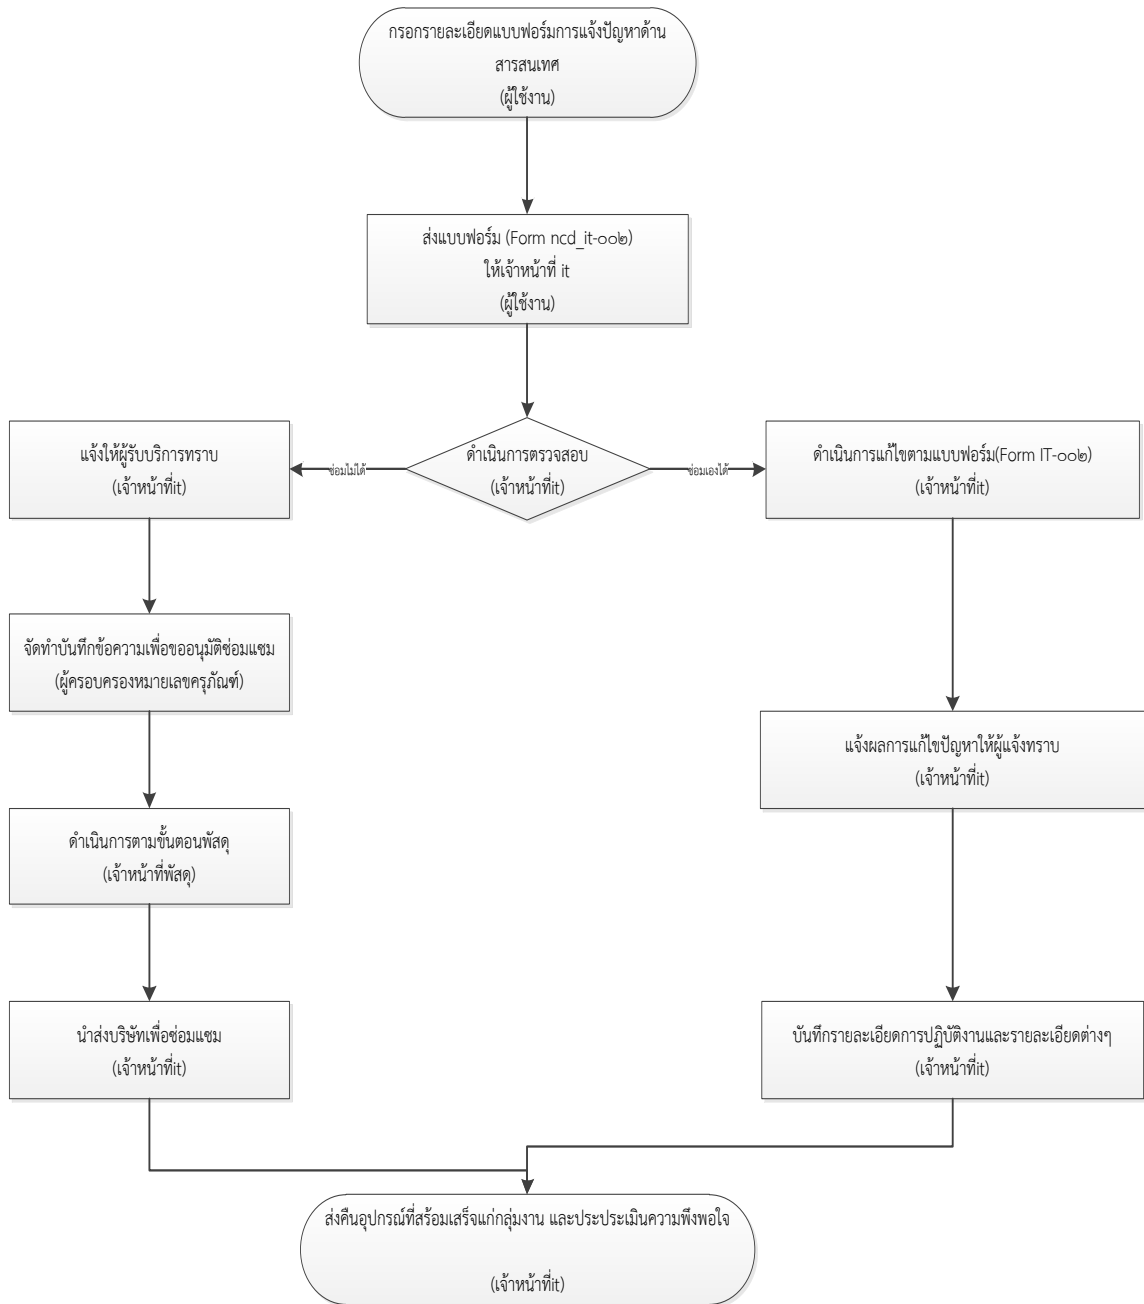 กรอกรายละเอียดแบบฟอร์มการแจ้งปัญหาด้าน
สารสนเทศ
(ผู้ใช้งาน)
ส่งแบบฟอร์ม (Form ncd_it-๐๐๒)
ให้เจ้าหน้าที่ it
(ผู้ใช้งาน)
ดำเนินการตรวจสอบ
(เจ้าหน้าที่it)
ซ่อมไม่ได้
ซ่อมเองได้
แจ้งให้ผู้รับบริการทราบ
(เจ้าหน้าที่it)
จัดทำบันทึกข้อความเพื่อขออนุมัติซ่อมแซม
(ผู้ครอบครองหมายเลขครุภัณฑ์)
ดำเนินการตามขั้นตอนพัสดุ
(เจ้าหน้าที่พัสดุ)
นำส่งบริษัทเพื่อซ่อมแซม
(เจ้าหน้าที่it)
ดำเนินการแก้ไขตามแบบฟอร์ม(Form IT-๐๐๒)
(เจ้าหน้าที่it)
แจ้งผลการแก้ไขปัญหาให้ผู้แจ้งทราบ
(เจ้าหน้าที่it)
บันทึกรายละเอียดการปฏิบัติงานและรายละเอียดต่างๆ
(เจ้าหน้าที่it)
ส่งคืนอุปกรณ์ที่สร้อมเสร็จแก่กลุ่มงาน และประประเมินความพึงพอใจ
(เจ้าหน้าที่it)